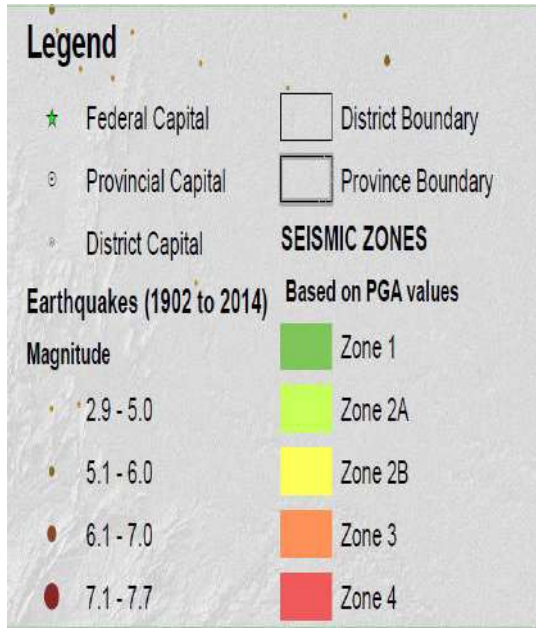 Legend
Federal Capital
Provincial Capital
District Capital
Earthquakes (1902 to 2014)
Magnitude
2.9 - 5.0
5.1 - 6.0
6.1 - 7.0
7.1 - 7.7
District Boundary
Province Boundary
SEISMIC ZONES
Based on PGA values
Zone 1
Zone 2A
Zone 2B
Zone 3
Zone 4